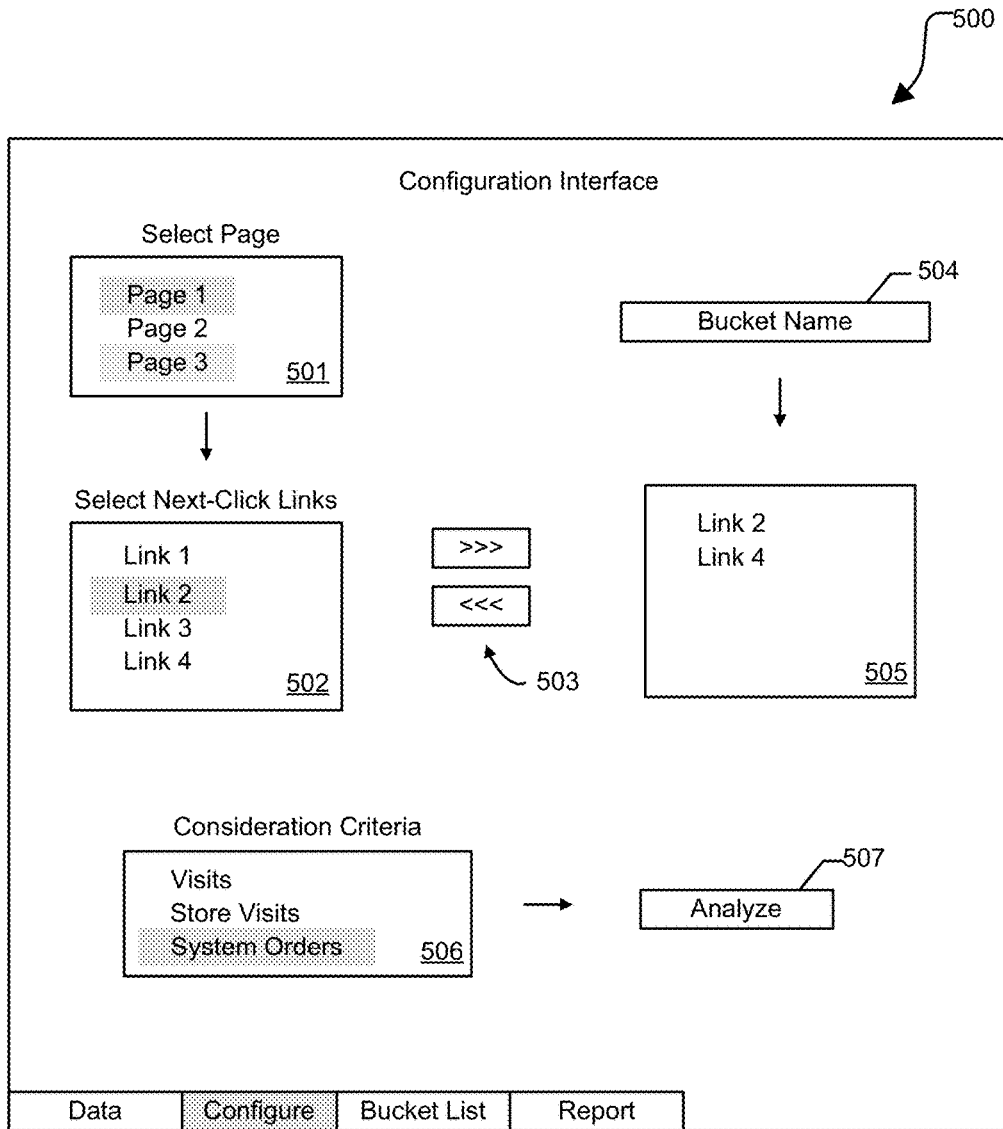 500
Configuration Interface
Select Page
Page 1
Page 2
Page 3
501
504
Bucket Name
Select Next-Click Links
Link 1
Link 2
Link 3
Link 4
502
>>>
<<<
503
Link 2
Link 4
505
Consideration Criteria
Visits
Store Visits
System Orders
506
507
Analyze
Data
Configure
Bucket List
Report